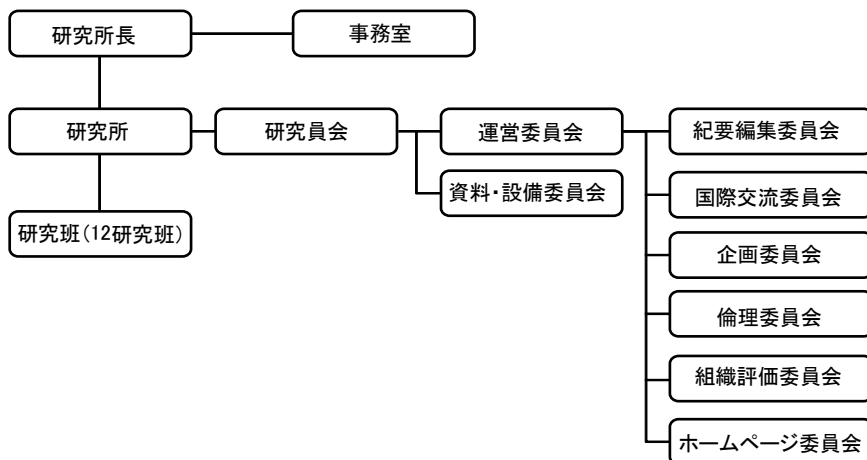 研究所長
事務室
研究所
研究員会
運営委員会
紀要編集委員会
資料・設備委員会
国際交流委員会
研究班(12研究班)
企画委員会
倫理委員会
組織評価委員会
ホームページ委員会